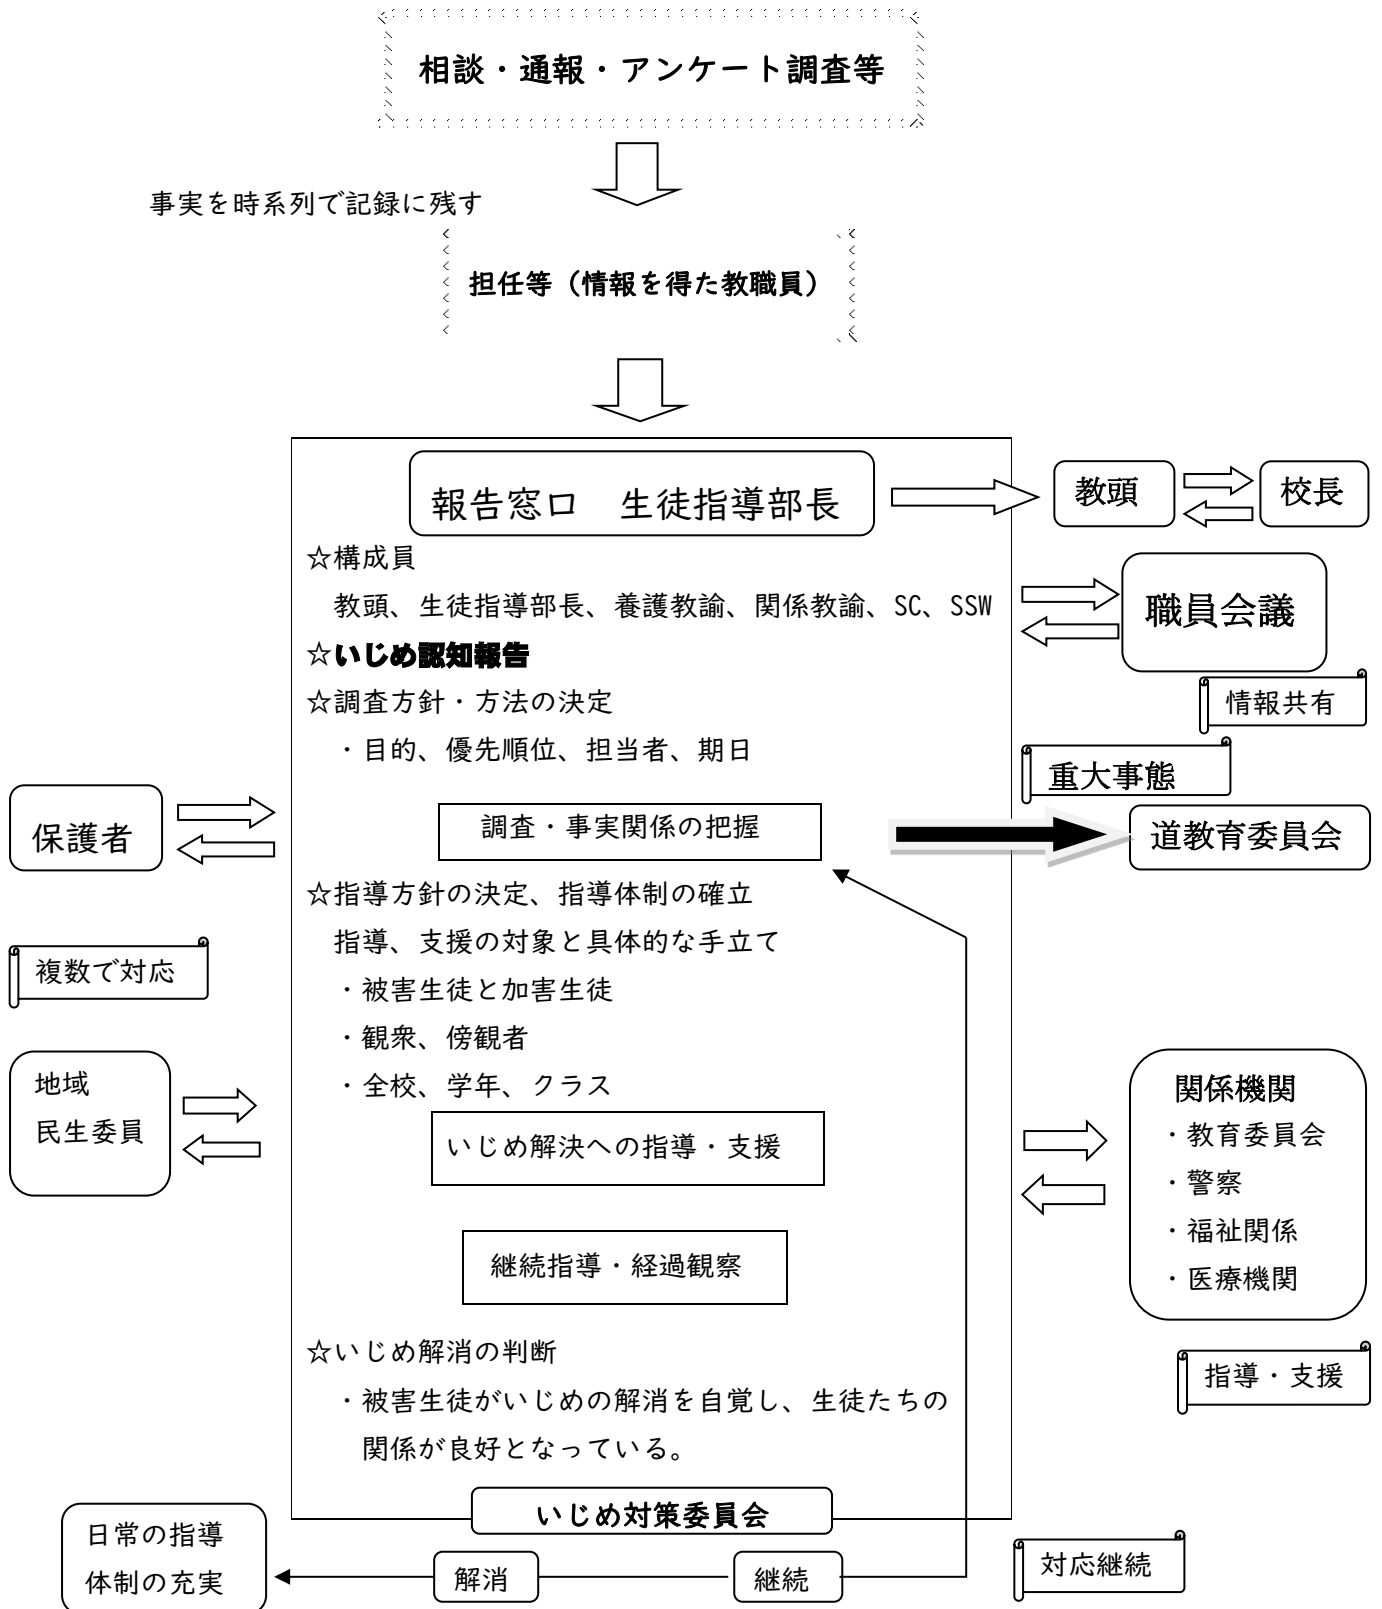 相談・通報・アンケート調査等
事実を時系列で記録に残す
担任等（情報を得た教職員）
報告窓口　生徒指導部長
教頭
校長
☆構成員
教頭、生徒指導部長、養護教諭、関係教諭、SC、SSW
職員会議
☆いじめ認知報告
☆調査方針・方法の決定
情報共有
・目的、優先順位、担当者、期日
重大事態
保護者
調査・事実関係の把握
道教育委員会
☆指導方針の決定、指導体制の確立
指導、支援の対象と具体的な手立て
複数で対応
・被害生徒と加害生徒
・観衆、傍観者
・全校、学年、クラス
地域
民生委員
関係機関
・教育委員会
・警察
・福祉関係
・医療機関
いじめ解決への指導・支援
継続指導・経過観察
☆いじめ解消の判断
指導・支援
・被害生徒がいじめの解消を自覚し、生徒たちの
関係が良好となっている。
いじめ対策委員会
日常の指導
体制の充実
解消
継続
対応継続